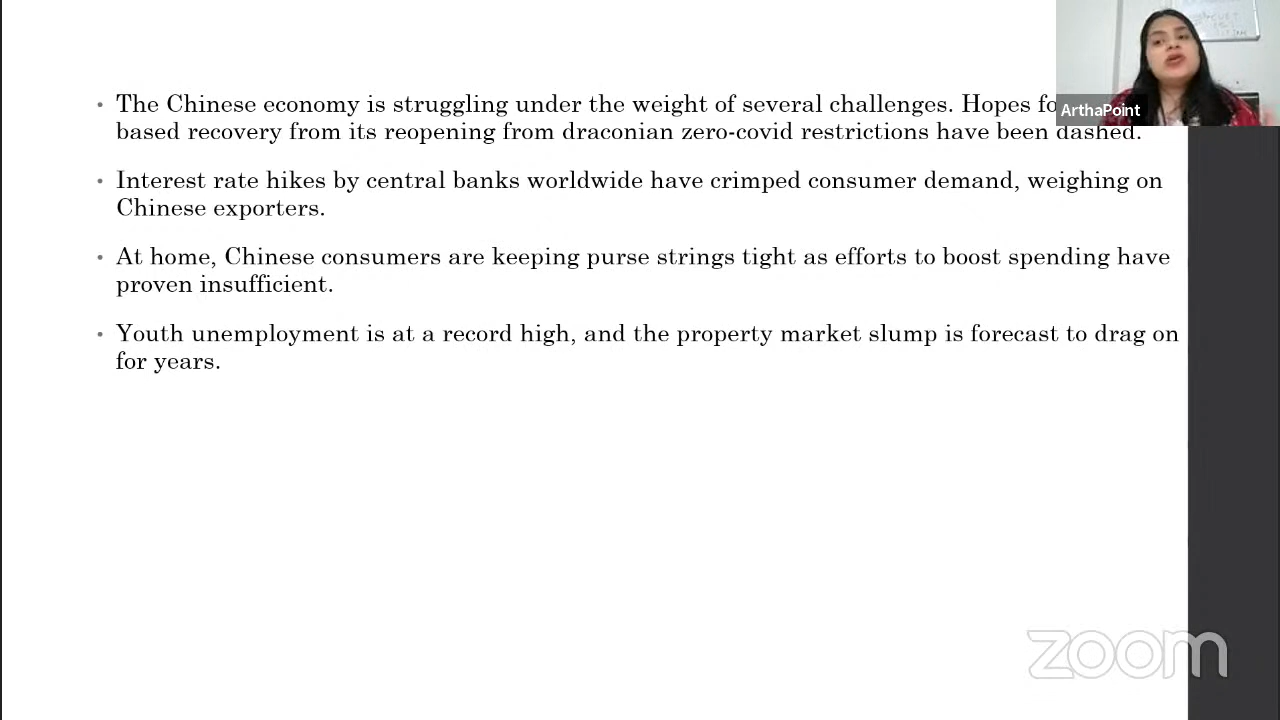 The Chinese economy is struggling under the weight of several challenges. Hopes
based recovery from its reopening from draconian zero-covid restrictions have been dashed.
Interest rate hikes by central banks worldwide have crimped consumer demand, weighing on
Chinese exporters.
At home, Chinese consumers are keeping purse strings tight as efforts to boost spending have
proven insufficient.
Youth unemployment is at a record high, and the property market slump is forecast to drag on
for years.
ArthaPoint
zoom